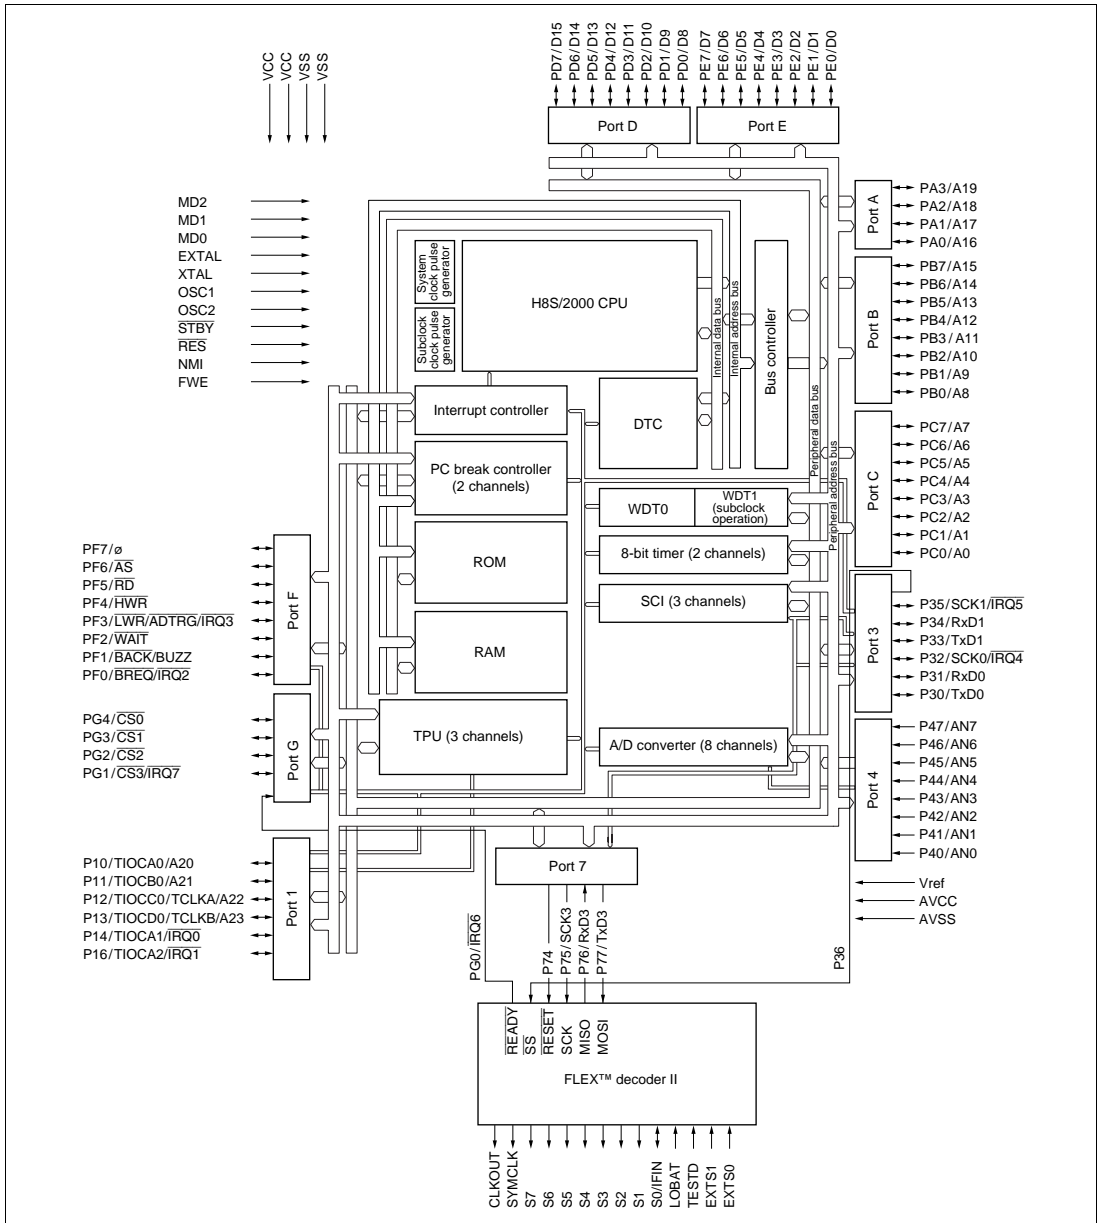 VCC
VCC
VSS
VSS
PD7/D15
PD6/D14
PD5/D13
PD4/D12
PD3/D11
PD2/D10
PD1/D9
PD0/D8
PE7/D7
PE6/D6
PE5/D5
PE4/D4
PE3/D3
PE2/D2
PE1/D1
PE0/D0
Port D
Port E
MD2
MD1
MD0
EXTAL
XTAL
OSC1
OSC2
STBY
RES
NMI
FWE
System
clock pulse
generator
Subclock
clock pulse
generator
H8S/2000 CPU
Internal data bus
Internal address bus
Bus controller
Peripheral data bus
Peripheral address bus
Port A
PA3/A19
PA2/A18
PA1/A17
PA0/A16
Port B
PB7/A15
PB6/A14
PB5/A13
PB4/A12
PB3/A11
PB2/A10
PB1/A9
PB0/A8
Interrupt controller
DTC
PC break controller
(2 channels)
WDT0
WDT1
(subclock
operation)
8-bit timer (2 channels)
ROM
SCI (3 channels)
RAM
TPU (3 channels)
A/D converter (8 channels)
Port C
PC7/A7
PC6/A6
PC5/A5
PC4/A4
PC3/A3
PC2/A2
PC1/A1
PC0/A0
PF7/ø
PF6/AS
PF5/RD
PF4/HWR
PF3/LWR/ADTRG/IRQ3
PF2/WAIT
PF1/BACK/BUZZ
PF0/BREQ/IRQ2
Port F
Port 3
P35/SCK1/IRQ5
P34/RxD1
P33/TxD1
P32/SCK0/IRQ4
P31/RxD0
P30/TxD0
PG4/CS0
PG3/CS1
PG2/CS2
PG1/CS3/IRQ7
Port G
Port 4
P47/AN7
P46/AN6
P45/AN5
P44/AN4
P43/AN3
P42/AN2
P41/AN1
P40/AN0
P10/TIOCA0/A20
P11/TIOCB0/A21
P12/TIOCC0/TCLKA/A22
P13/TIOCD0/TCLKB/A23
P14/TIOCA1/IRQ0
P16/TIOCA2/IRQ1
Port 1
Port 7
Vref
AVCC
AVSS
PG0/IRQ6
P74
P75/SCK3
P76/RxD3
P77/TxD3
P36
READY
SS
RESET
SCK
MISO
MOSI
FLEX™ decoder II
CLKOUT
SYMCLK
S7
S6
S5
S4
S3
S2
S1
S0/IFIN
LOBAT
TESTD
EXTS1
EXTS0